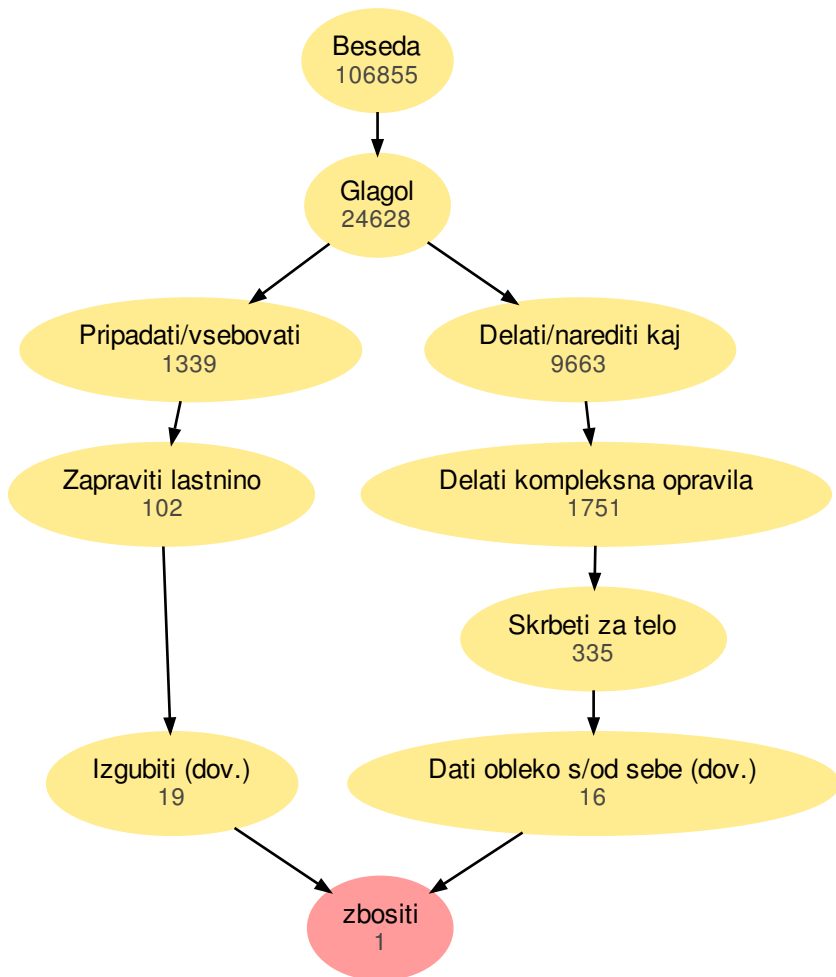 Beseda
106855
Glagol
24628
Pripadati/vsebovati
1339
Delati/narediti kaj
9663
Zapraviti lastnino
102
Delati kompleksna opravila
1751
Skrbeti za telo
335
Izgubiti (dov.)
19
Dati obleko s/od sebe (dov.)
16
zbositi
1